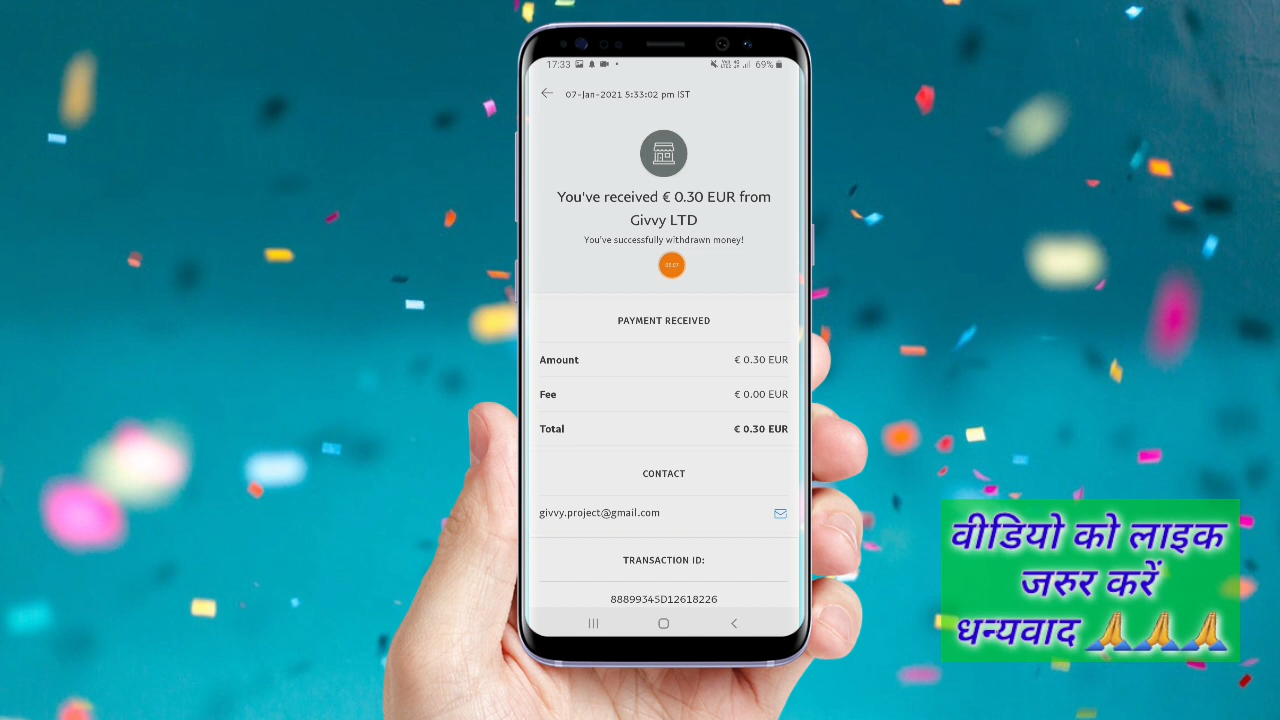 17:33 69%
07-Jan-2021 5:33:02 pm IST
You've received € 0.30 EUR from
Givvy LTD
You've successfully withdrawn money!
PAYMENT RECEIVED
Amount € 0.30 EUR
Fee € 0.00 EUR
Total € 0.30 EUR
CONTACT
givvy.project@gmail.com
TRANSACTION ID:
88899345D12618226
वीडियो को लाइक
जरुर करें
धन्यवाद 🙏🙏🙏